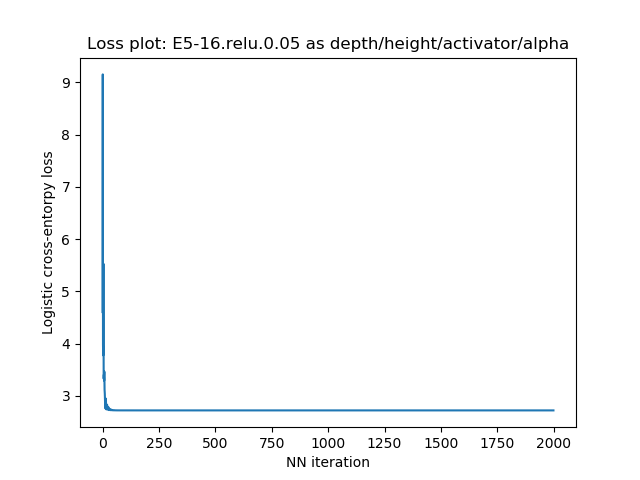 Loss plot: E5-16.relu.0.05 as depth/height/activator/alpha
9
8
7
6
5
4
3
Logistic cross-entorpy loss
0 250 500 750 1000 1250 1500 1750 2000
NN iteration